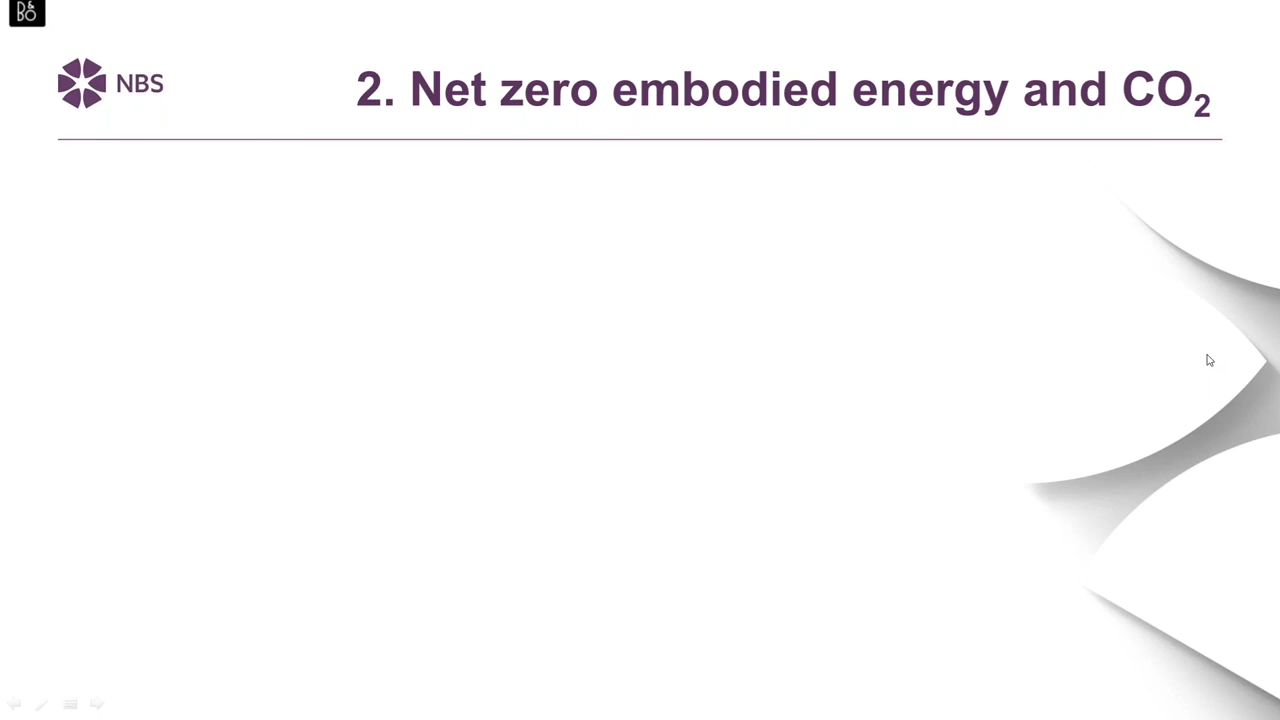 B&O
NBS
2. Net zero embodied energy and CO₂